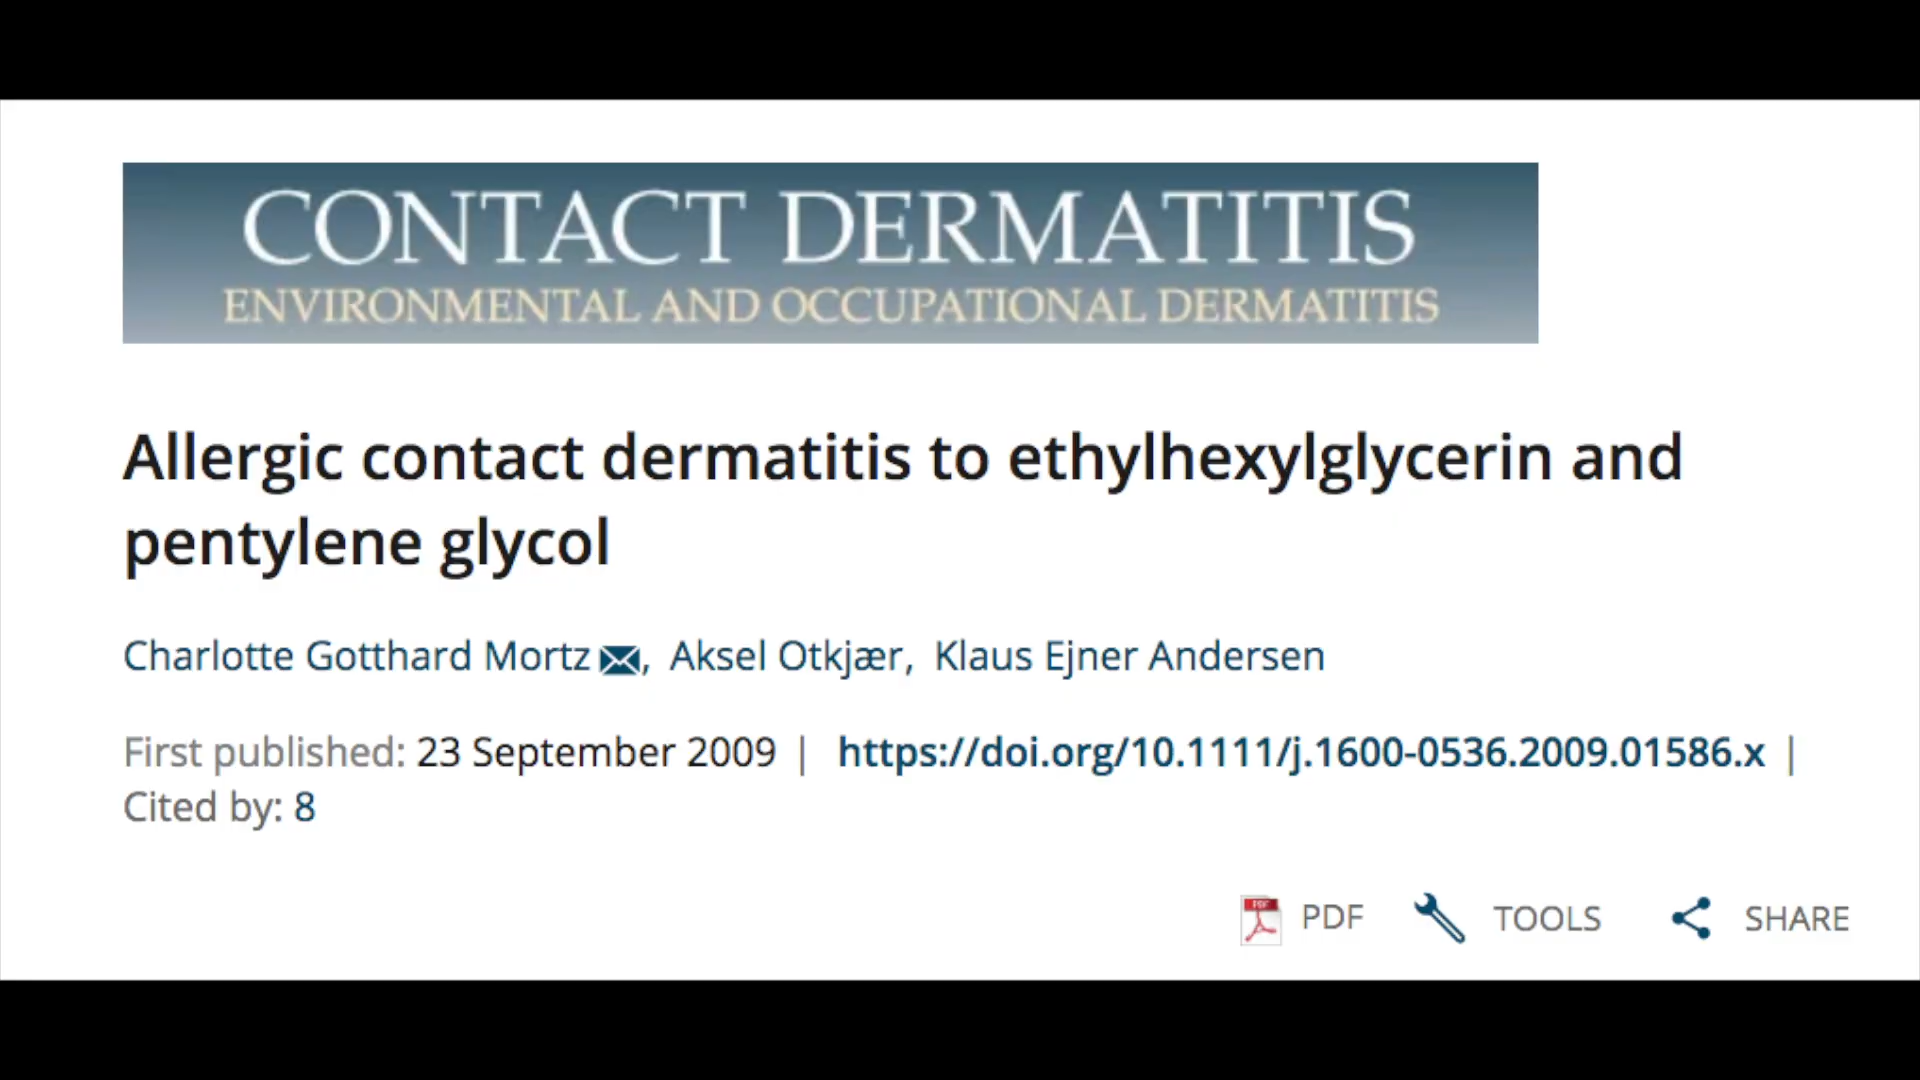 CONTACT DERMATITIS
ENVIRONMENTAL AND OCCUPATIONAL DERMATITIS
Allergic contact dermatitis to ethylhexylglycerin and
pentylene glycol
Charlotte Gotthard Mortz, Aksel Otkjær, Klaus Ejner Andersen
First published: 23 September 2009 | https://doi.org/10.1111/j.1600-0536.2009.01586.x |
Cited by: 8
PDF PDF TOOLS SHARE